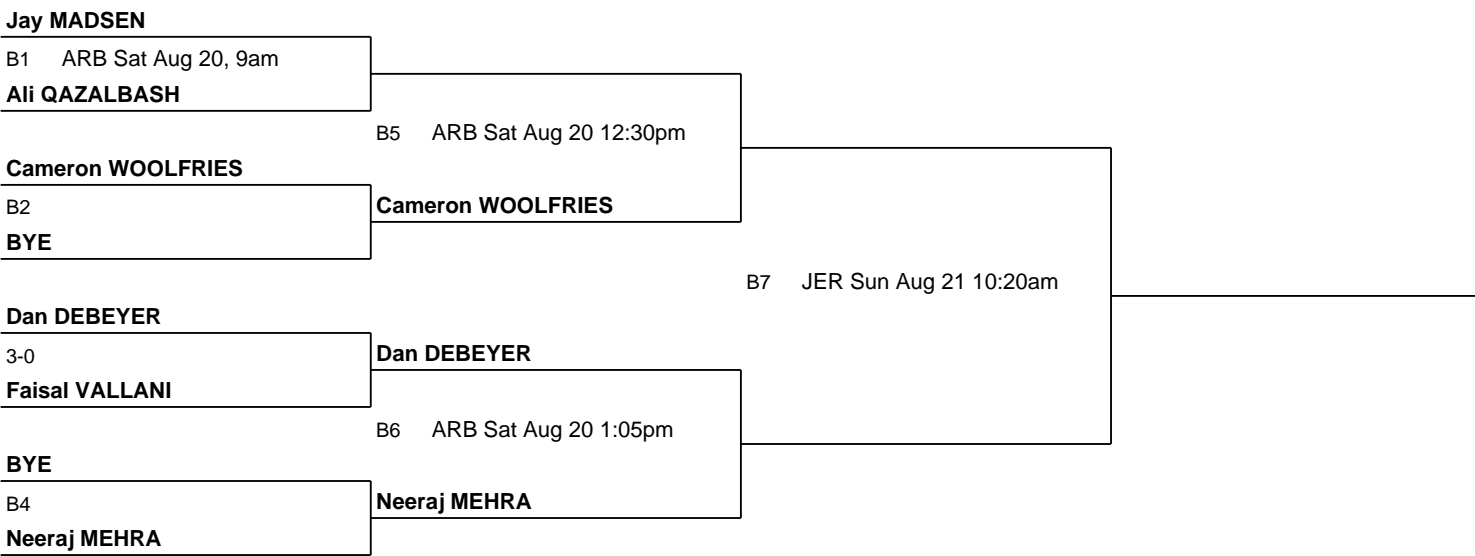 Jay MADSEN
B1 ARB Sat Aug 20, 9am
Ali QAZALBASH
B5 ARB Sat Aug 20 12:30pm
Cameron WOOLFRIES
B2
Cameron WOOLFRIES
BYE
B7 JER Sun Aug 21 10:20am
Dan DEBEYER
3-0
Dan DEBEYER
Faisal VALLANI
B6 ARB Sat Aug 20 1:05pm
BYE
B4
Neeraj MEHRA
Neeraj MEHRA